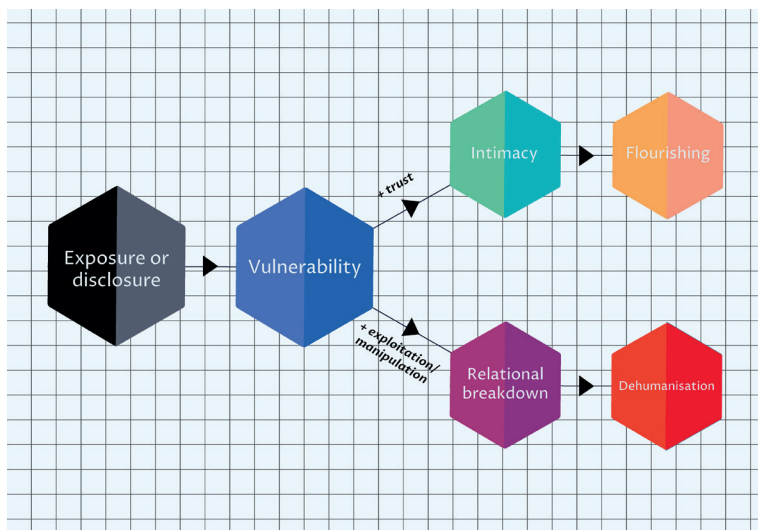 Exposure or
disclosure
Vulnerability
+ trust
Intimacy
Flourishing
+ exploitation/
manipulation
Relational
breakdown
Dehumanisation